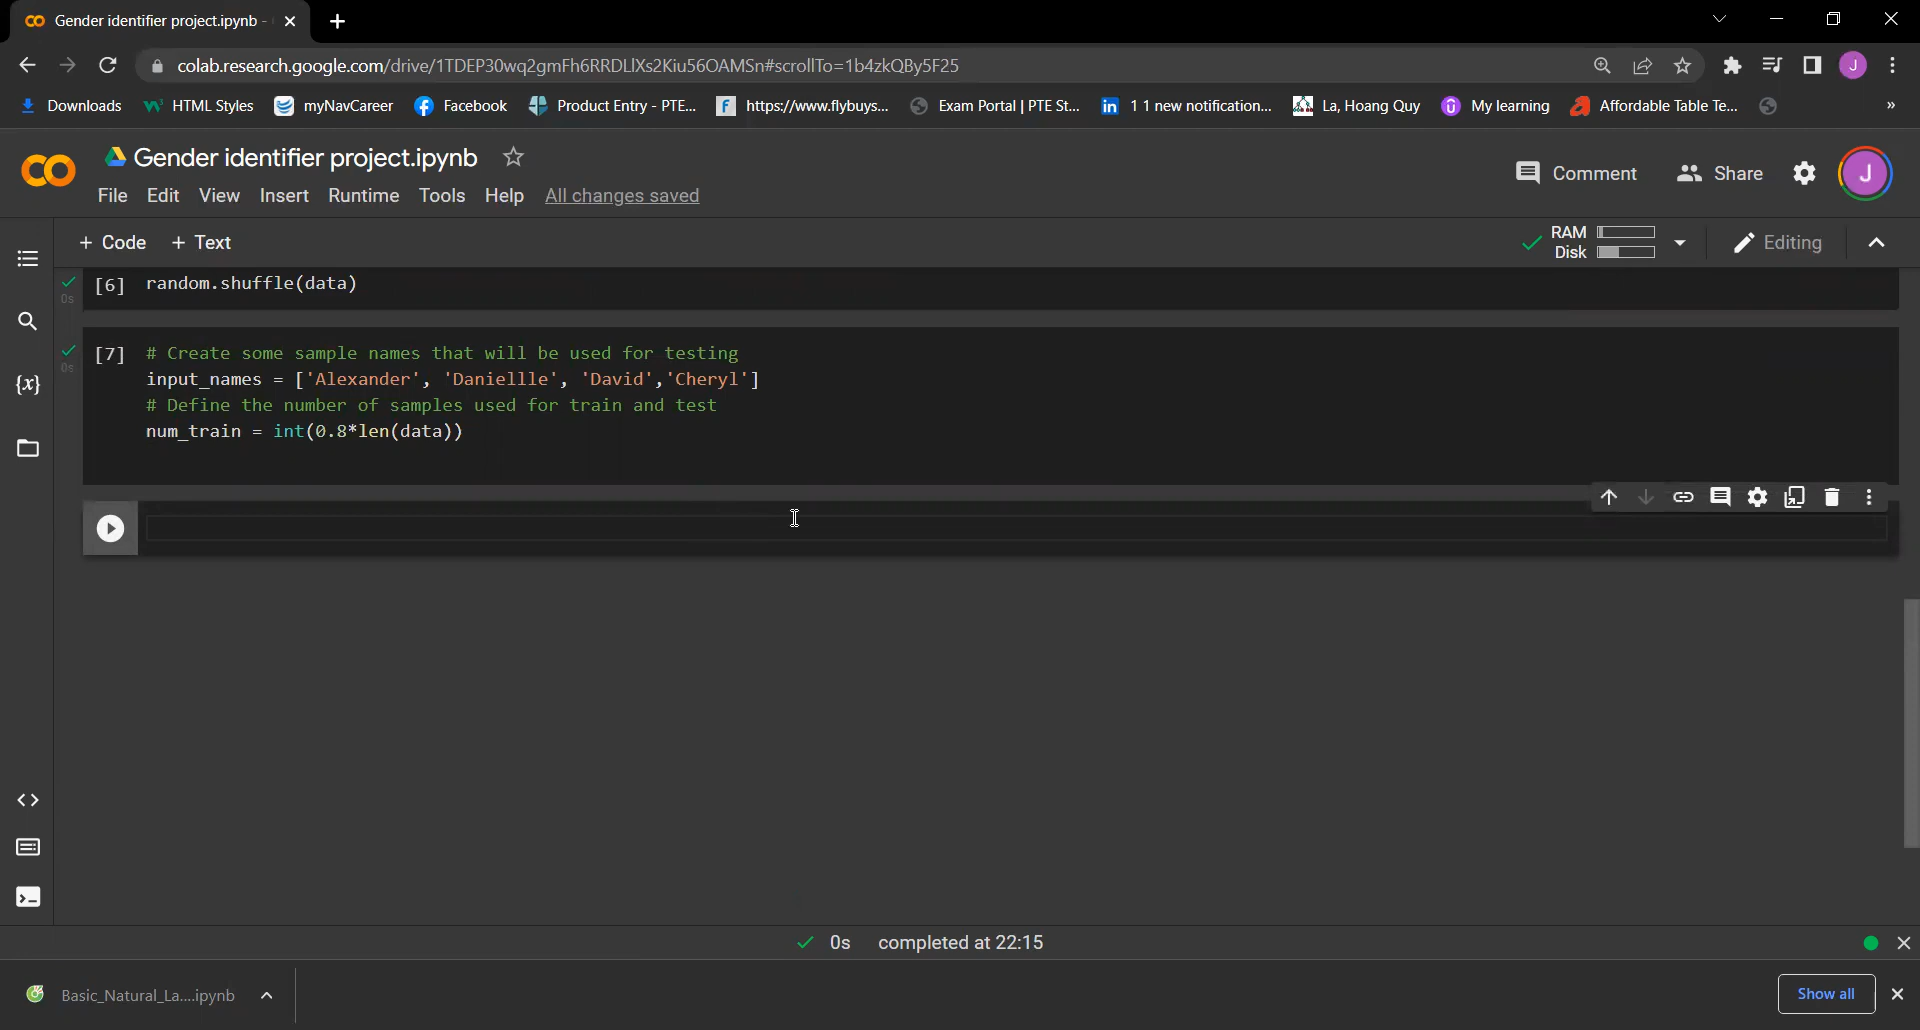 Gender identifier project.ipynb -
colab.research.google.com/drive/1TDEP30wq2gmFh6RRDLlXs2Kiu56OAMSn#scrollTo=1b4zkQBy5F25
J
Downloads
HTML Styles
myNavCareer
Facebook
Product Entry - PTE...
https://www.flybuys...
Exam Portal | PTE St...
1 1 new notification...
La, Hoang Quy
My learning
Affordable Table Te...
»
Gender identifier project.ipynb
File Edit View Insert Runtime Tools Help All changes saved
Comment
Share
J
+ Code + Text
RAM
Disk
Editing
0s
[6] random.shuffle(data)
0s
[7] # Create some sample names that will be used for testing
input_names = ['Alexander', 'Daniellle', 'David','Cheryl']
# Define the number of samples used for train and test
num_train = int(0.8*len(data))
{x}
0s completed at 22:15
Basic_Natural_La....ipynb
Show all